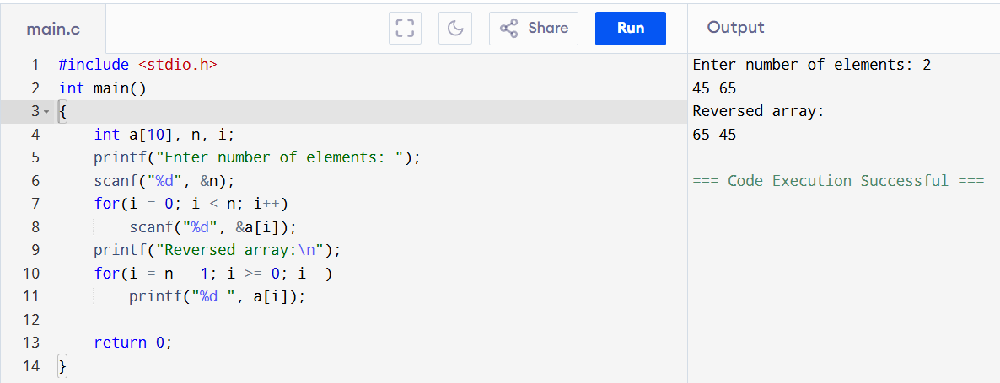 main.c
Share
Run
Output
1 #include <stdio.h>
2 int main()
3 {
4     int a[10], n, i;
5     printf("Enter number of elements: ");
6     scanf("%d", &n);
7     for(i = 0; i < n; i++)
8         scanf("%d", &a[i]);
9     printf("Reversed array:\n");
10     for(i = n - 1; i >= 0; i--)
11         printf("%d ", a[i]);
12
13     return 0;
14 }
Enter number of elements: 2
45 65
Reversed array:
65 45
=== Code Execution Successful ===